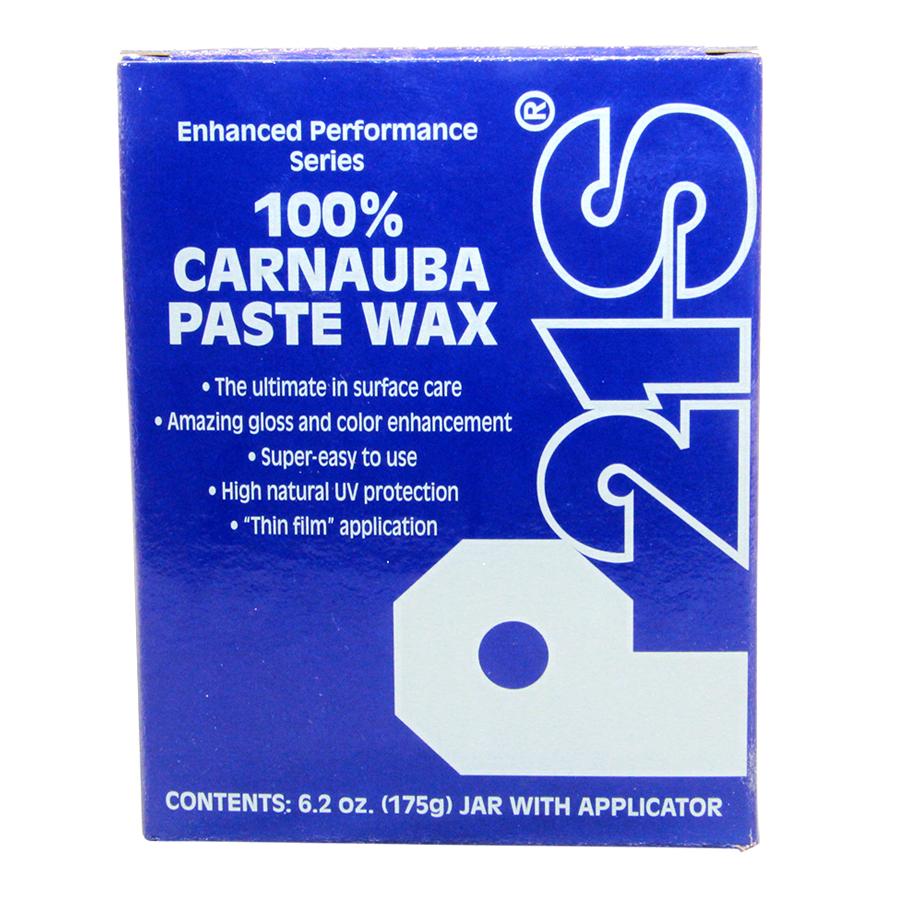 Enhanced Performance
Series
100%
CARNAUBA
PASTE WAX
• The ultimate in surface care
• Amazing gloss and color enhancement
• Super-easy to use
• High natural UV protection
• “Thin film” application
P21S®
CONTENTS: 6.2 oz. (175g) JAR WITH APPLICATOR